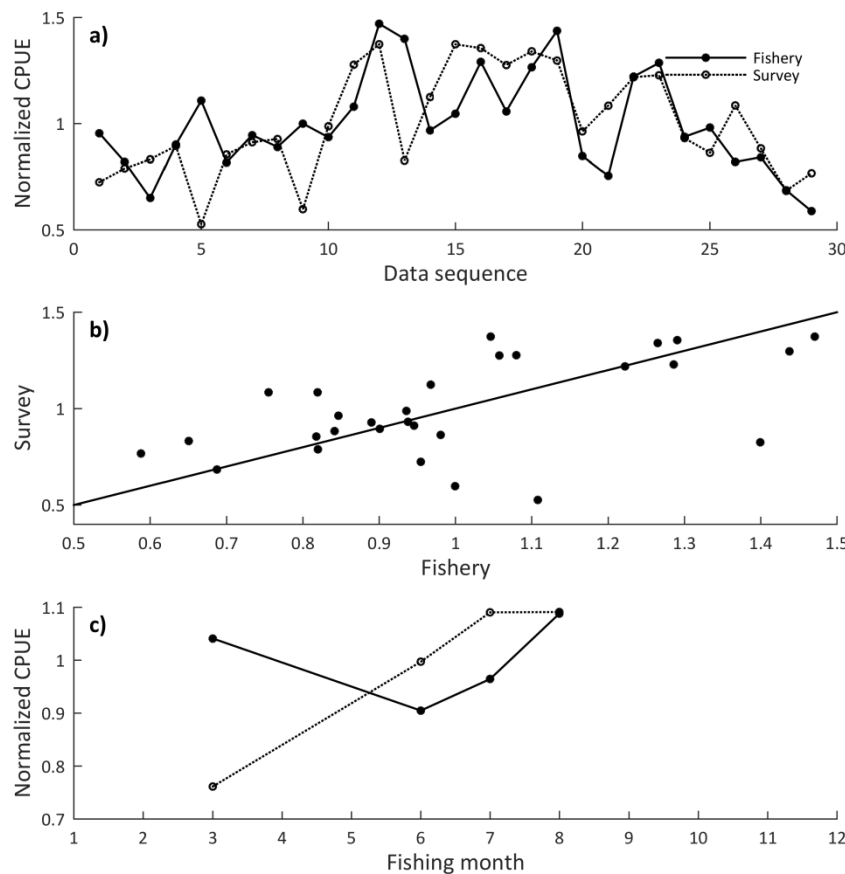 a)
Normalized CPUE
1.5
1
0.5
Fishery
Survey
0 5 10 15 20 25 30
Data sequence
b)
Survey
1.5
1
0.5
0.5 0.6 0.7 0.8 0.9 1 1.1 1.2 1.3 1.4 1.5
Fishery
c)
Normalized CPUE
1.1
1
0.9
0.8
0.7
1 2 3 4 5 6 7 8 9 10 11 12
Fishing month